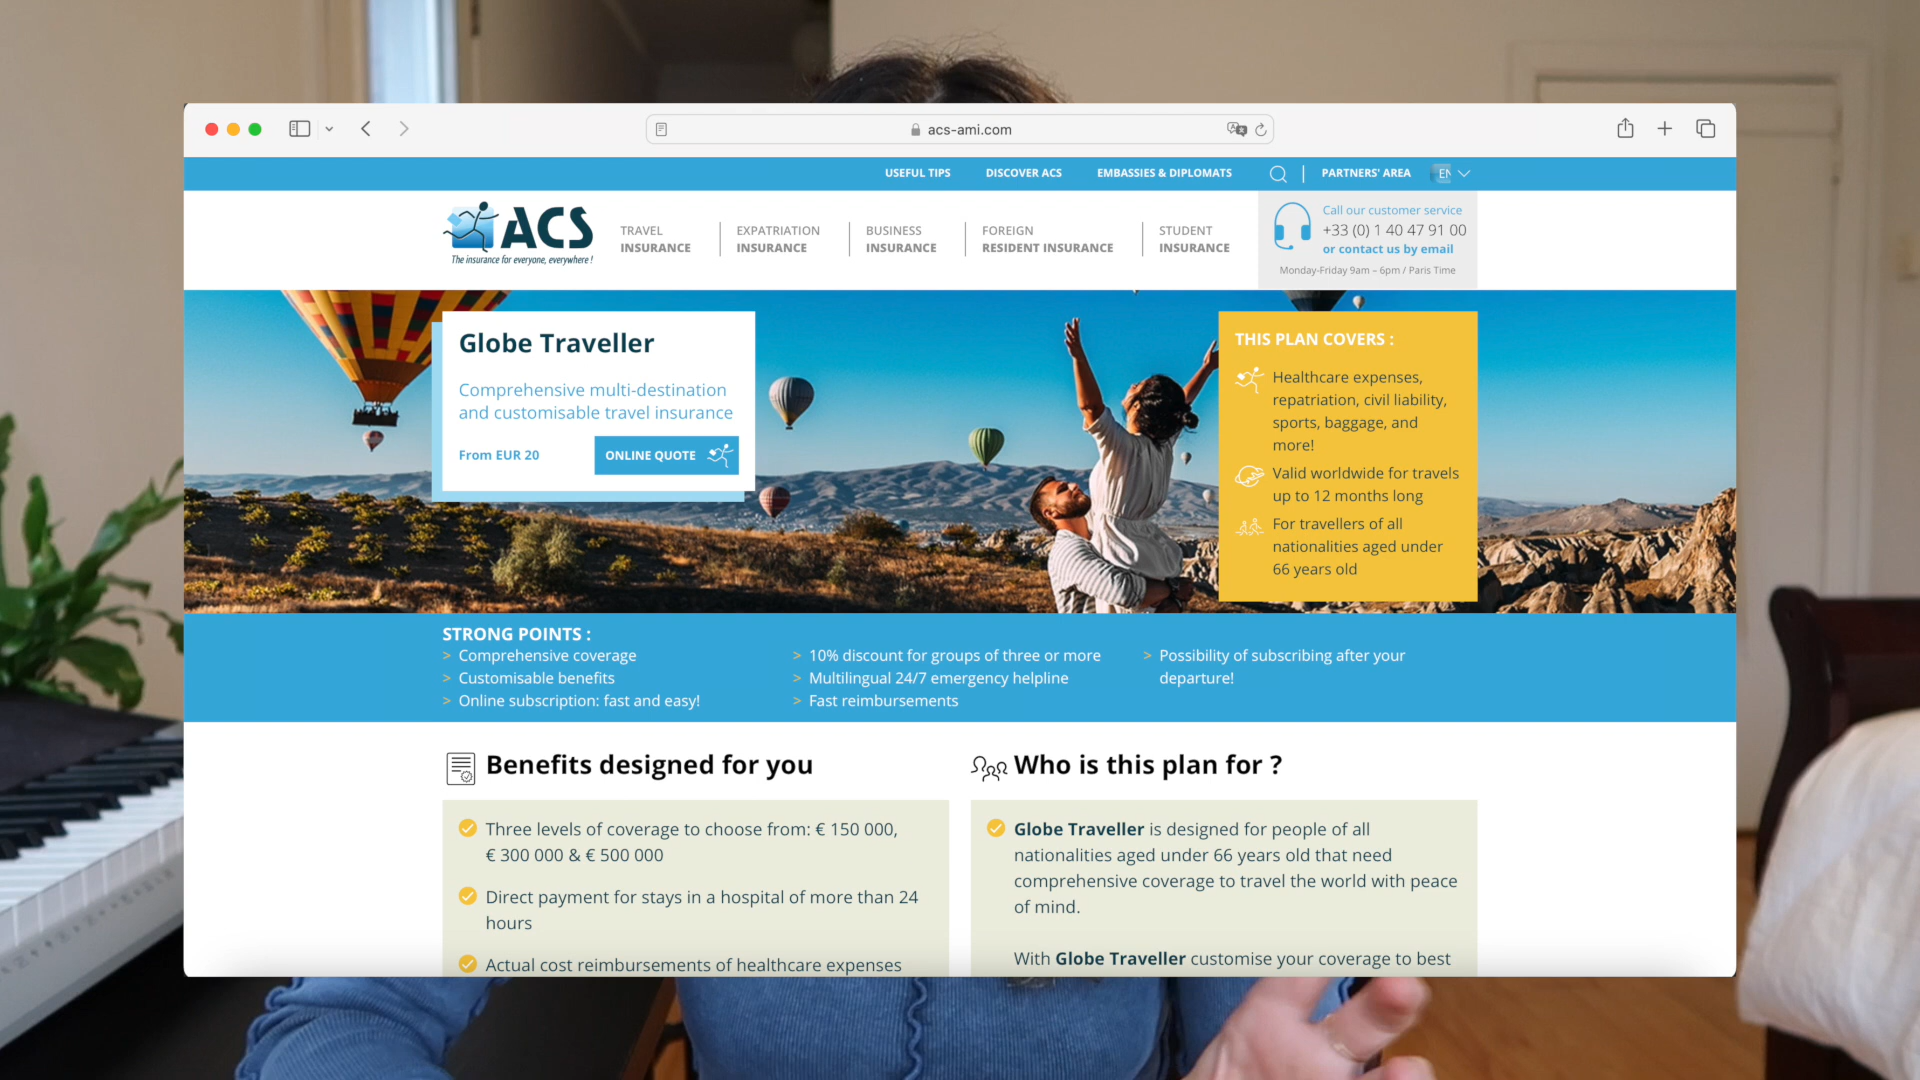 acs-ami.com
USEFUL TIPS
DISCOVER ACS
EMBASSIES & DIPLOMATS
PARTNERS' AREA
EN
ACS
The insurance for everyone, everywhere !
TRAVEL
INSURANCE
EXPATRIATION
INSURANCE
BUSINESS
INSURANCE
FOREIGN
RESIDENT INSURANCE
STUDENT
INSURANCE
Call our customer service
+33 (0) 1 40 47 91 00
or contact us by email
Monday-Friday 9am – 6pm / Paris Time
Globe Traveller
Comprehensive multi-destination
and customisable travel insurance
From EUR 20
ONLINE QUOTE
THIS PLAN COVERS :
Healthcare expenses,
repatriation, civil liability,
sports, baggage, and
more!
Valid worldwide for travels
up to 12 months long
For travellers of all
nationalities aged under
66 years old
STRONG POINTS :
> Comprehensive coverage
> Customisable benefits
> Online subscription: fast and easy!
> 10% discount for groups of three or more
> Multilingual 24/7 emergency helpline
> Fast reimbursements
> Possibility of subscribing after your
departure!
Benefits designed for you
Three levels of coverage to choose from: € 150 000,
€ 300 000 & € 500 000
Direct payment for stays in a hospital of more than 24
hours
Actual cost reimbursements of healthcare expenses
Who is this plan for ?
Globe Traveller is designed for people of all
nationalities aged under 66 years old that need
comprehensive coverage to travel the world with peace
of mind.
With Globe Traveller customise your coverage to best